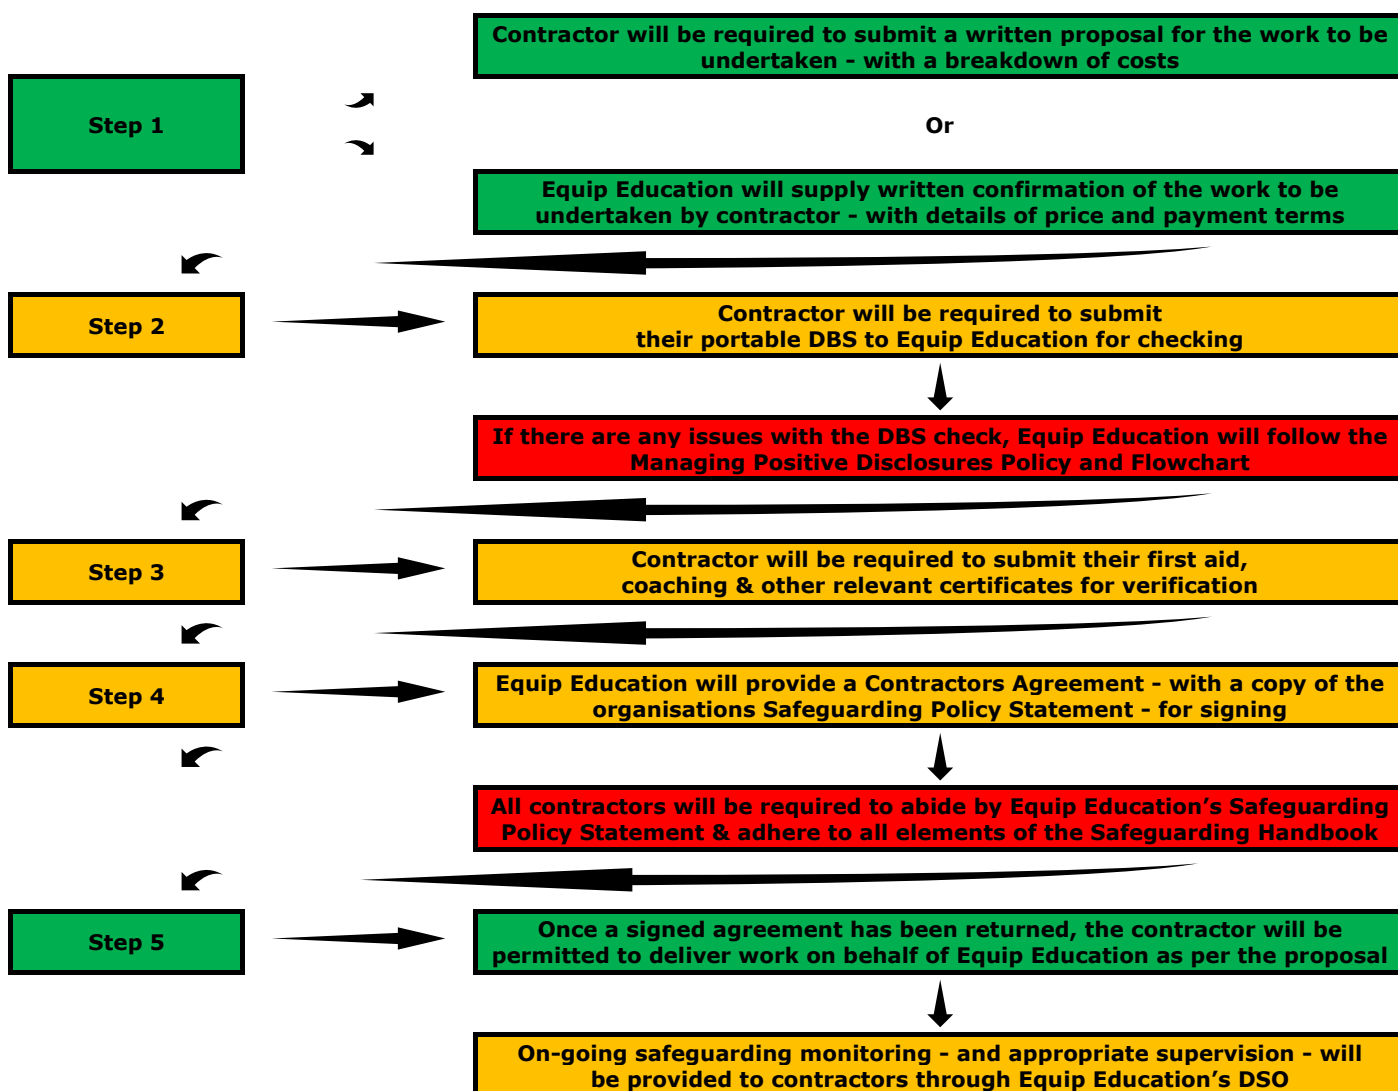 Contractor will be required to submit a written proposal for the work to be
undertaken - with a breakdown of costs
Step 1
Or
Equip Education will supply written confirmation of the work to be
undertaken by contractor - with details of price and payment terms
Step 2
Contractor will be required to submit
their portable DBS to Equip Education for checking
If there are any issues with the DBS check, Equip Education will follow the
Managing Positive Disclosures Policy and Flowchart
Step 3
Contractor will be required to submit their first aid,
coaching & other relevant certificates for verification
Step 4
Equip Education will provide a Contractors Agreement - with a copy of the
organisations Safeguarding Policy Statement - for signing
All contractors will be required to abide by Equip Education’s Safeguarding
Policy Statement & adhere to all elements of the Safeguarding Handbook
Step 5
Once a signed agreement has been returned, the contractor will be
permitted to deliver work on behalf of Equip Education as per the proposal
On-going safeguarding monitoring - and appropriate supervision - will
be provided to contractors through Equip Education’s DSO